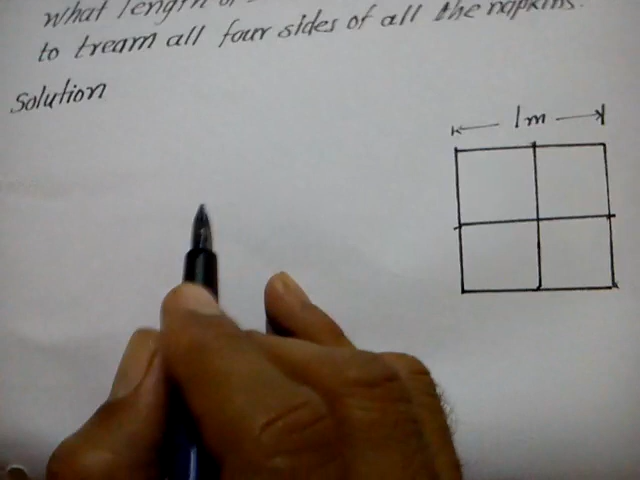 what length of
to tream all four sides of all the napkins.
Solution
1m